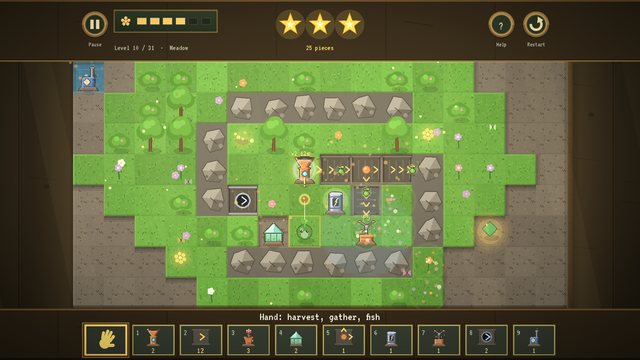 Pause
Level 10 / 31 · Meadow
25 pieces
Help
Restart
Hand: harvest, gather, fish
1 2
2 12
3 3
4 2
5 1
6 1
7 1
8 1
9 1